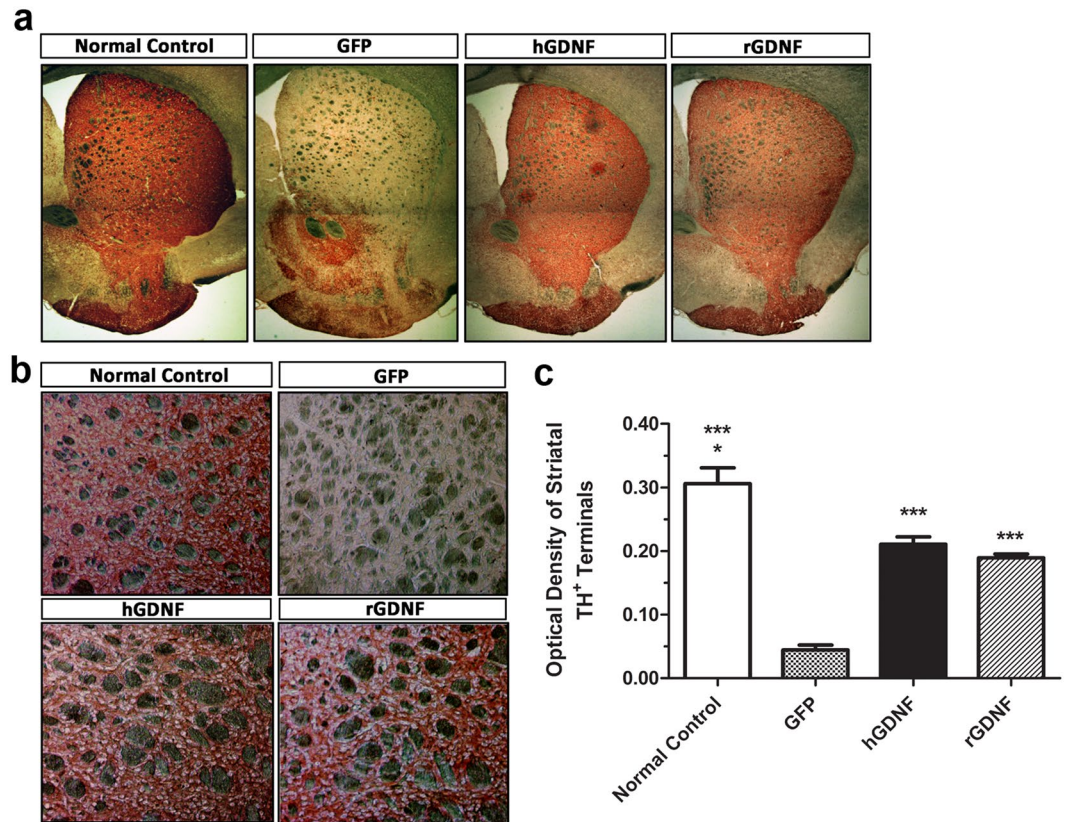 a
Normal Control GFP hGDNF rGDNF
b
Normal Control GFP
hGDNF rGDNF
c
Optical Density of Striatal
TH⁺ Terminals
0.40
0.30
0.20
0.10
0.00
***
*
***
***
Normal Control
GFP
hGDNF
rGDNF